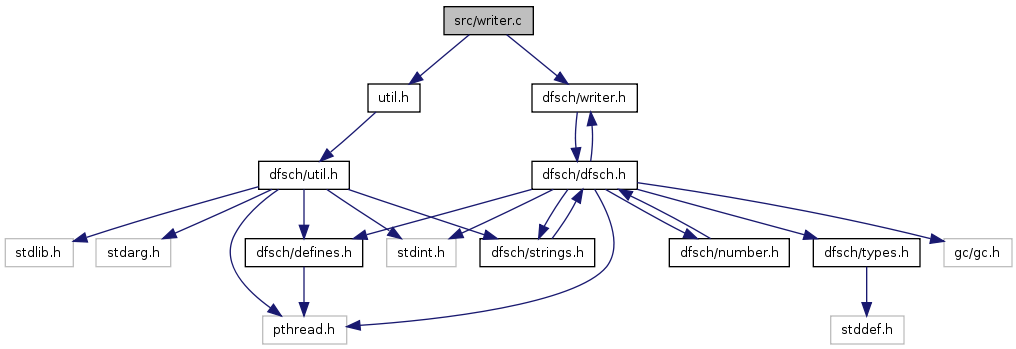 src/writer.c
util.h
dfsch/writer.h
dfsch/util.h
dfsch/dfsch.h
stdlib.h
stdarg.h
dfsch/defines.h
stdint.h
dfsch/strings.h
dfsch/number.h
dfsch/types.h
gc/gc.h
pthread.h
stddef.h